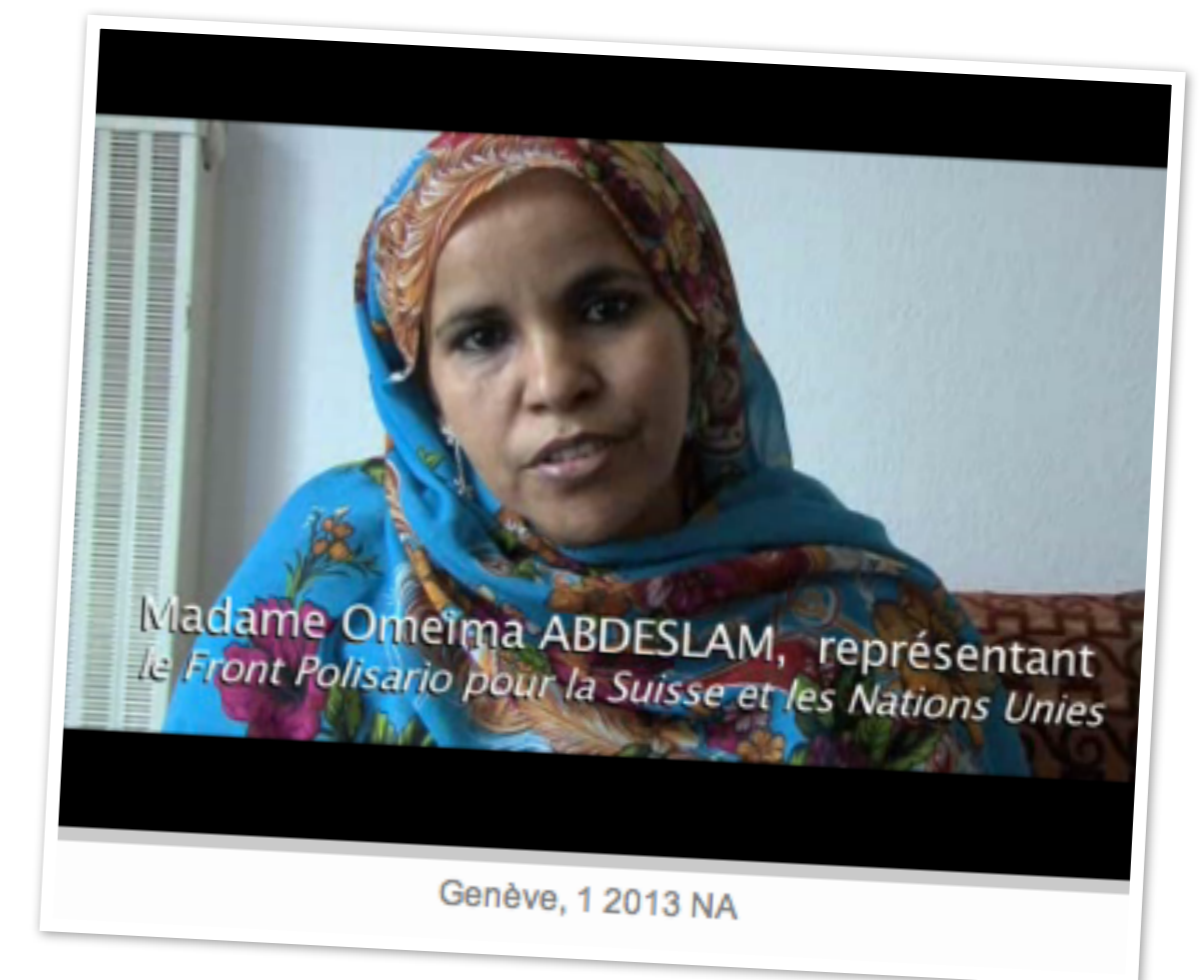 Madame Omeïma ABDESLAM, représentant
le Front Polisario pour la Suisse et les Nations Unies
Genève, 1 2013 NA